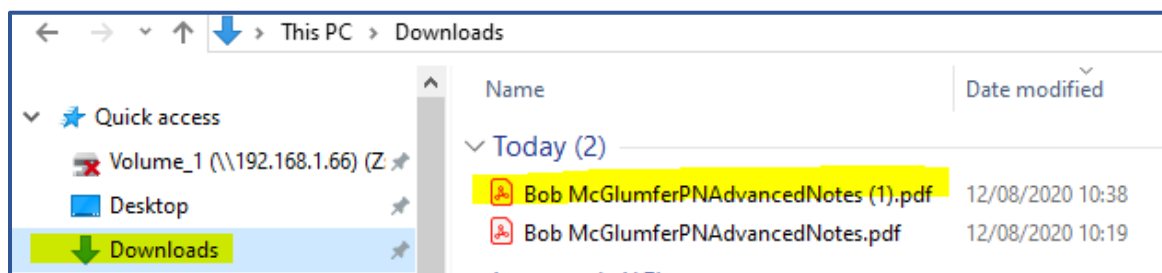 This PC > Downloads
Name
Date modified
Quick access
Today (2)
Volume_1 (\\192.168.1.66) (Z:
Bob McGlumferPNAdvancedNotes (1).pdf 12/08/2020 10:38
Desktop
Bob McGlumferPNAdvancedNotes.pdf 12/08/2020 10:19
Downloads